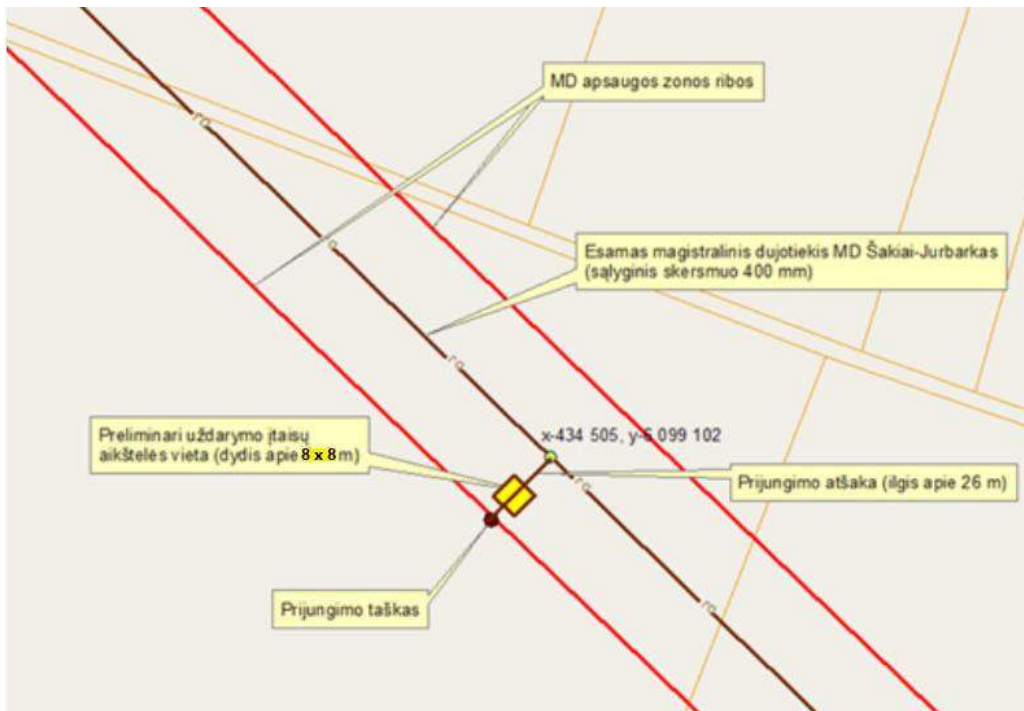 MD apsaugos zonos ribos
Esamas magistralinis dujotiekis MD Šakiai-Jurbarkas
(sąlyginis skersmuo 400 mm)
x-434 505, y-6 099 102
Preliminari uždarymo įtaisų
aikštelės vieta (dydis apie 8 x 8 m)
Prijungimo atšaka (ilgis apie 26 m)
Prijungimo taškas